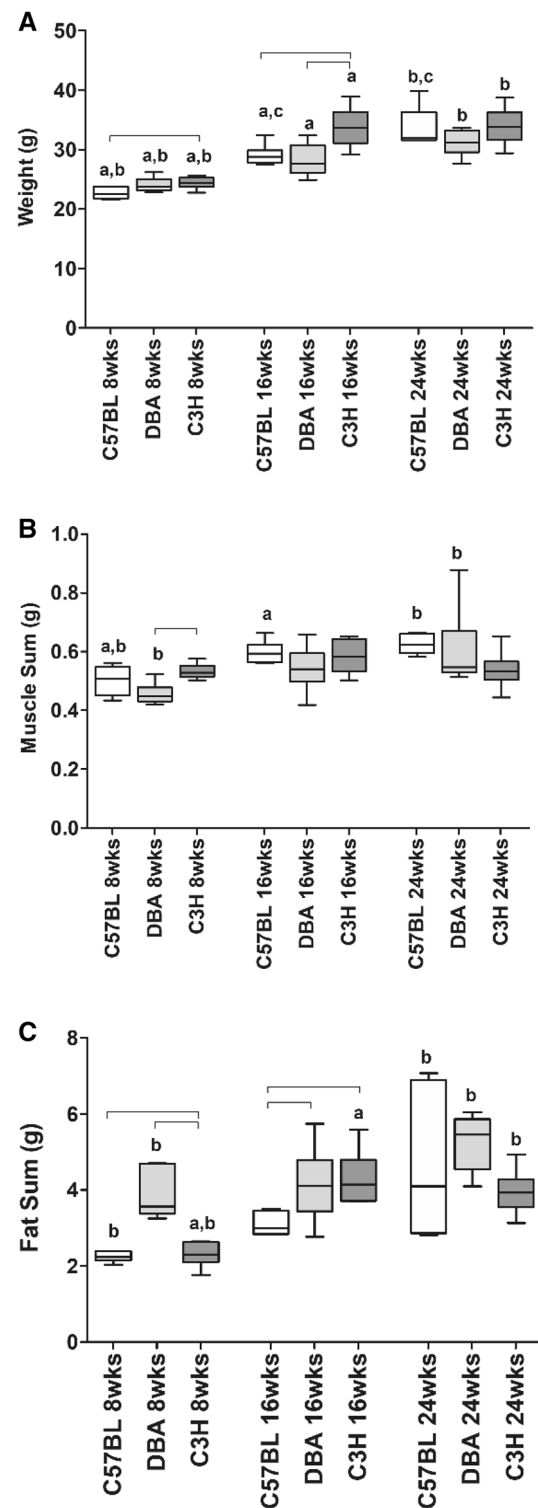 A
50
40
30
20
10
0
Weight (g)
a,b
a,b
a,b
a,c
a
a
b,c
b
b
C57BL 8wks
DBA 8wks
C3H 8wks
C57BL 16wks
DBA 16wks
C3H 16wks
C57BL 24wks
DBA 24wks
C3H 24wks
B
1.0
0.8
0.6
0.4
0.2
0.0
Muscle Sum (g)
a,b
b
a
b
b
C57BL 8wks
DBA 8wks
C3H 8wks
C57BL 16wks
DBA 16wks
C3H 16wks
C57BL 24wks
DBA 24wks
C3H 24wks
C
8
6
4
2
0
Fat Sum (g)
b
b
a,b
a
b
b
b
C57BL 8wks
DBA 8wks
C3H 8wks
C57BL 16wks
DBA 16wks
C3H 16wks
C57BL 24wks
DBA 24wks
C3H 24wks